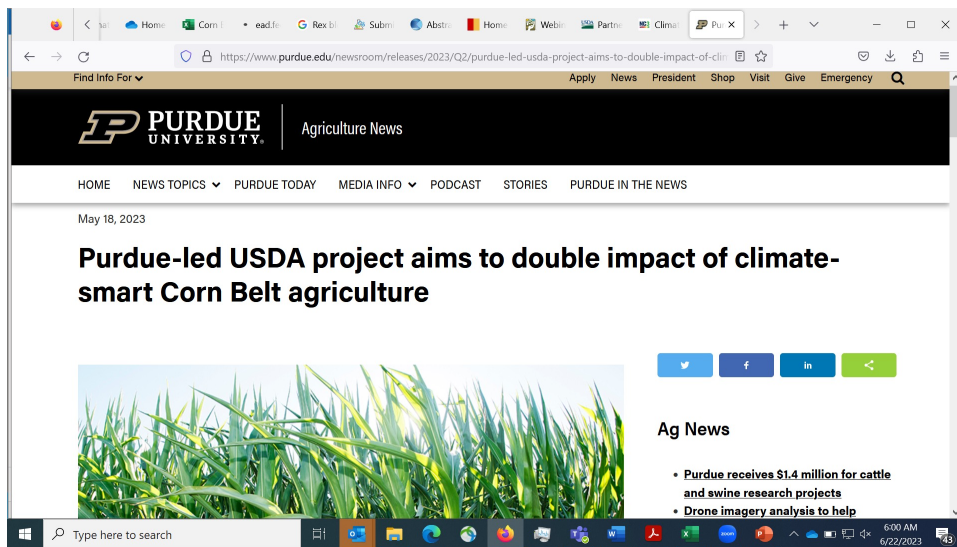 Home
Corn
ead.fe
Rex bl
Subm
Abstra
Home
Webin
Partne
Clima
Pur
https://www.purdue.edu/newsroom/releases/2023/Q2/purdue-led-usda-project-aims-to-double-impact-of-clim
Find Info For
Apply News President Shop Visit Give Emergency
PURDUE
UNIVERSITY®
Agriculture News
HOME NEWS TOPICS PURDUE TODAY MEDIA INFO PODCAST STORIES PURDUE IN THE NEWS
May 18, 2023
Purdue-led USDA project aims to double impact of climate-
smart Corn Belt agriculture
Ag News
• Purdue receives $1.4 million for cattle
and swine research projects
• Drone imagery analysis to help
Type here to search
zoom
6:00 AM
6/22/2023
43